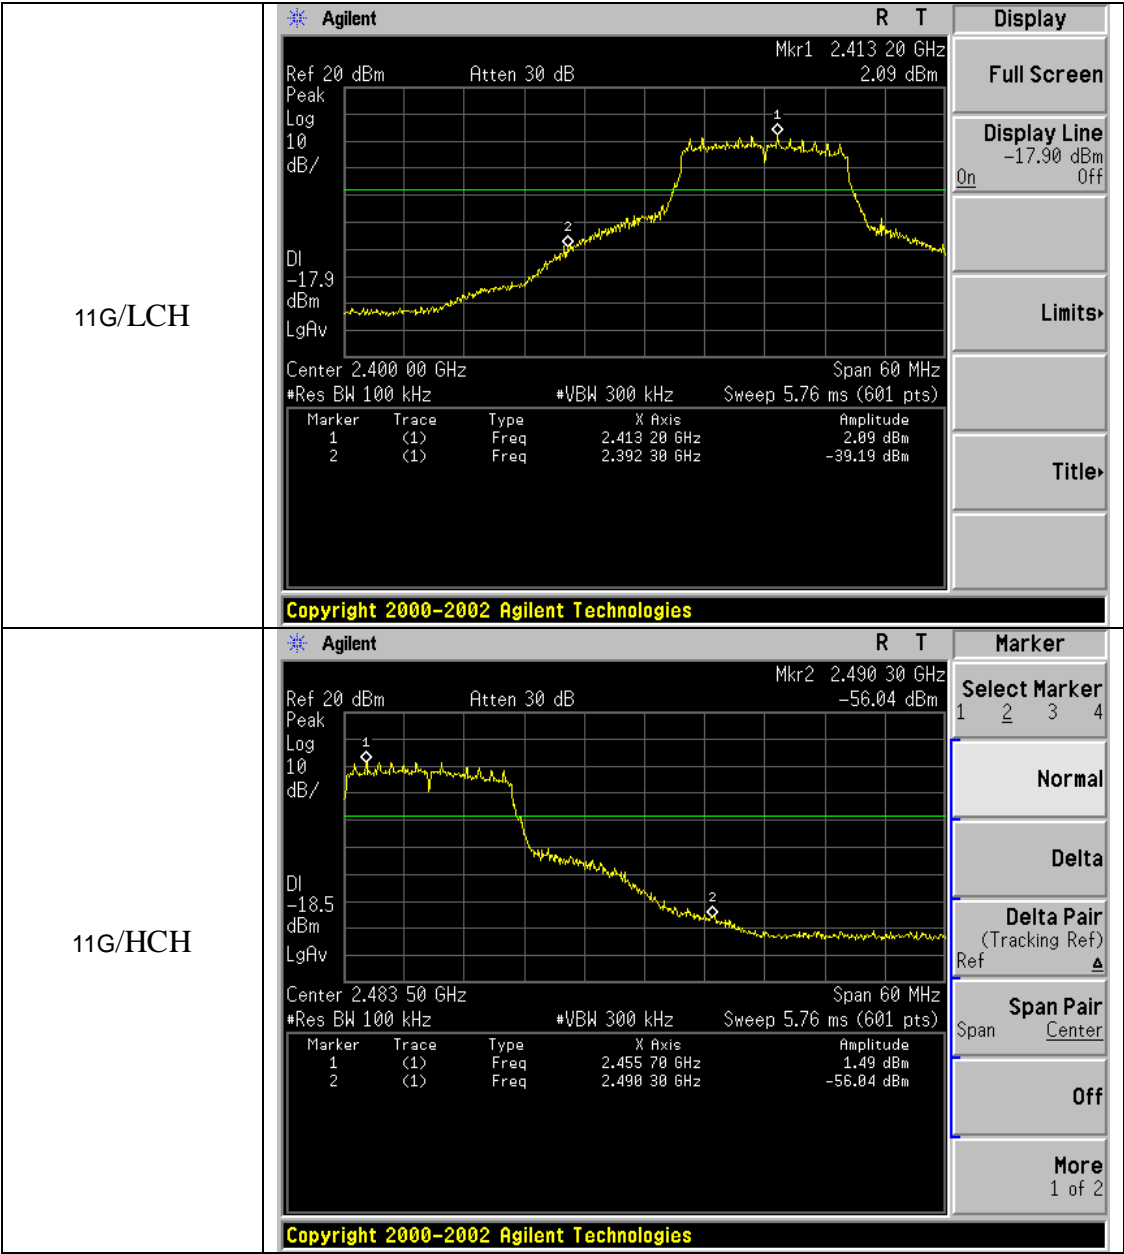 11G/LCH
Agilent R T Display
Mkr1 2.413 20 GHz
Ref 20 dBm Atten 30 dB 2.09 dBm
Peak
Log
10
dB/
1
2
DI
-17.9
dBm
LgAv
Center 2.400 00 GHz Span 60 MHz
#Res BW 100 kHz #VBW 300 kHz Sweep 5.76 ms (601 pts)
Marker Trace Type X Axis Amplitude
1 (1) Freq 2.413 20 GHz 2.09 dBm
2 (1) Freq 2.392 30 GHz -39.19 dBm
Full Screen
Display Line
-17.90 dBm
On Off
Limits
Title
Copyright 2000-2002 Agilent Technologies
11G/HCH
Agilent R T Marker
Mkr2 2.490 30 GHz
Ref 20 dBm Atten 30 dB -56.04 dBm
Peak
Log
10
dB/
1
2
DI
-18.5
dBm
LgAv
Center 2.483 50 GHz Span 60 MHz
#Res BW 100 kHz #VBW 300 kHz Sweep 5.76 ms (601 pts)
Marker Trace Type X Axis Amplitude
1 (1) Freq 2.455 70 GHz 1.49 dBm
2 (1) Freq 2.490 30 GHz -56.04 dBm
Select Marker
1 2 3 4
Normal
Delta
Delta Pair
(Tracking Ref)
Ref Δ
Span Pair
Span Center
Off
More
1 of 2
Copyright 2000-2002 Agilent Technologies